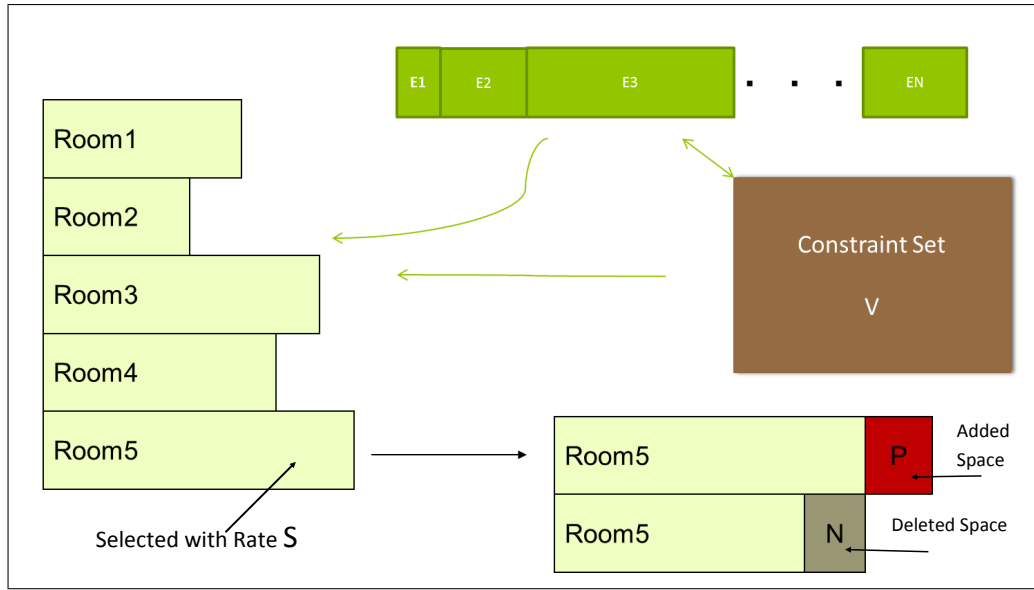 E1 E2 E3 . . . EN
Room1
Room2
Room3
Room4
Room5
Constraint Set
V
Selected with Rate S
Room5 P
Added
Space
Room5 N
Deleted Space